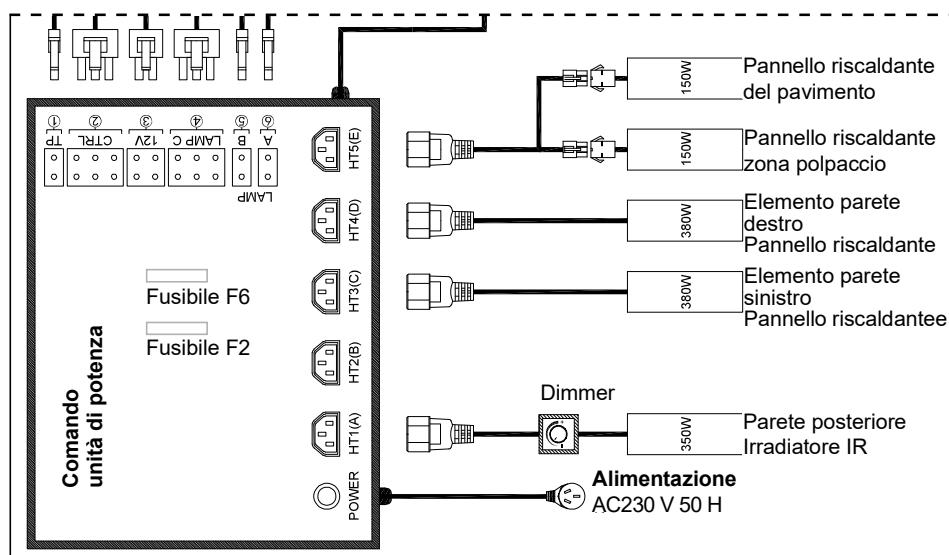 ① ② ③ ④ ⑤ ⑥
TP CTRL 12V LAMP C B A
LAMP
Fusibile F6
Fusibile F2
Comando
unità di potenza
HT5(E)
HT4(D)
HT3(C)
HT2(B)
HT1(A)
POWER
150W
Pannello riscaldante
del pavimento
150W
Pannello riscaldante
zona polpaccio
380W
Elemento parete
destro
Pannello riscaldante
380W
Elemento parete
sinistro
Pannello riscaldantee
Dimmer
350W
Parete posteriore
Irradiatore IR
Alimentazione
AC230 V 50 H